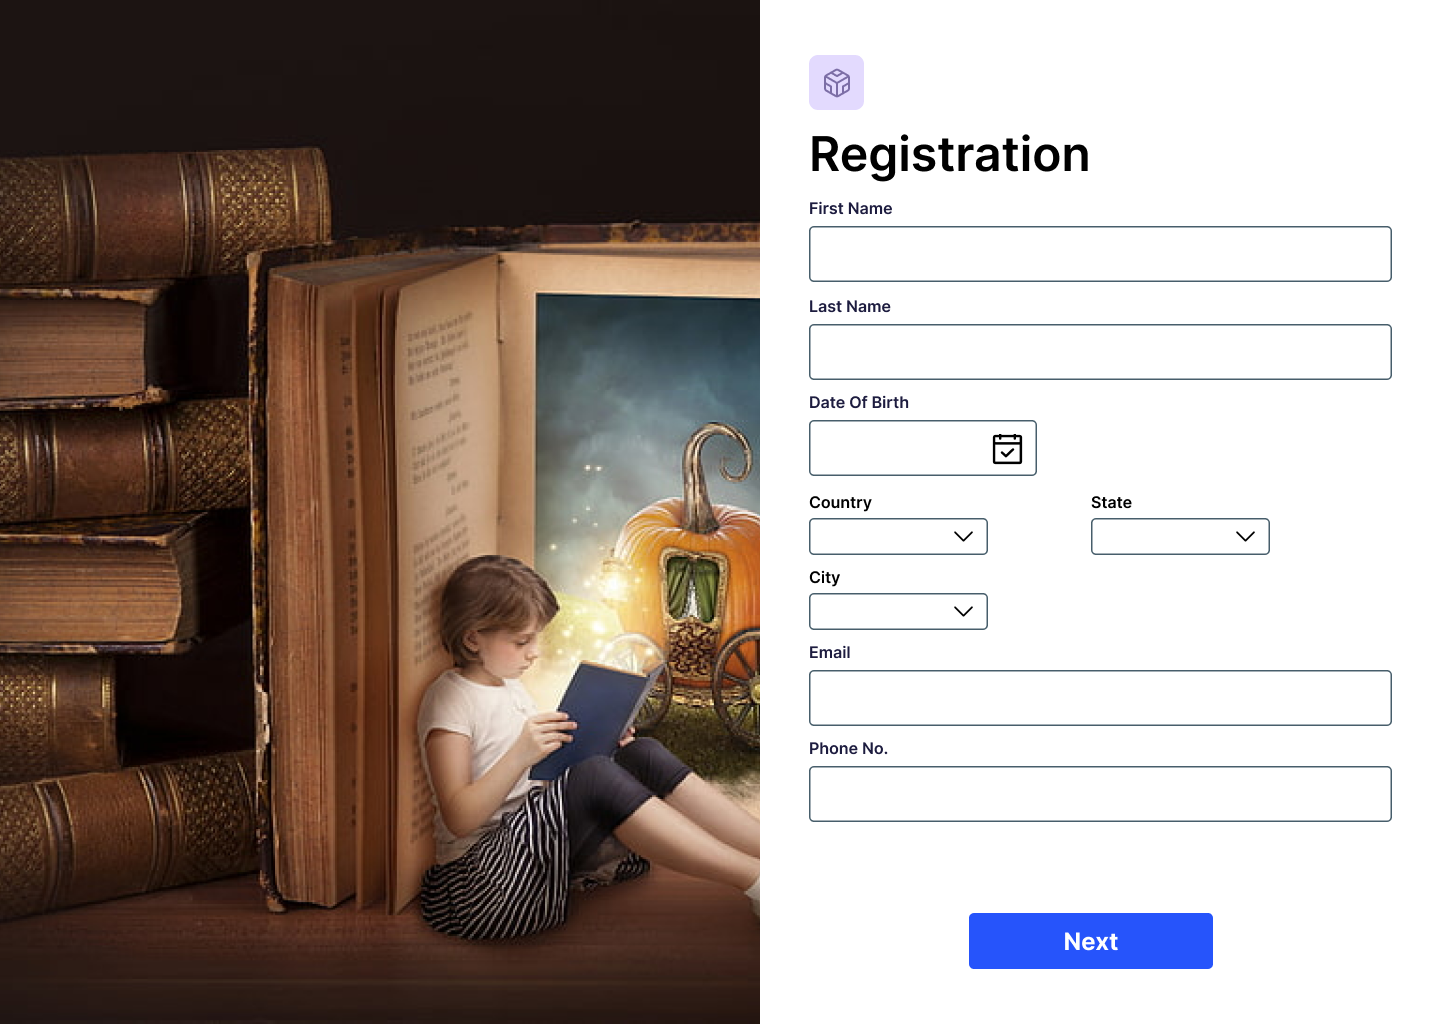 Registration
First Name
Last Name
Date Of Birth
Country
State
City
Email
Phone No.
Next